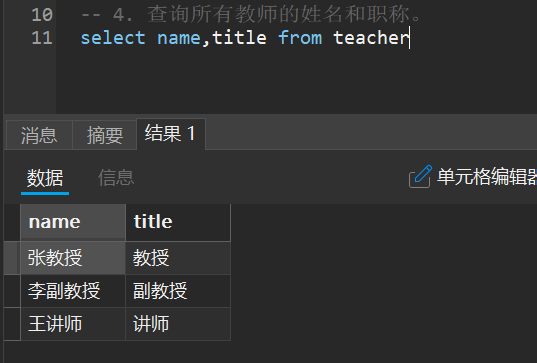 10 -- 4. 查询所有教师的姓名和职称。
11 select name,title from teacher
消息 摘要 结果 1
数据 信息 单元格编辑器
name title
张教授 教授
李副教授 副教授
王讲师 讲师